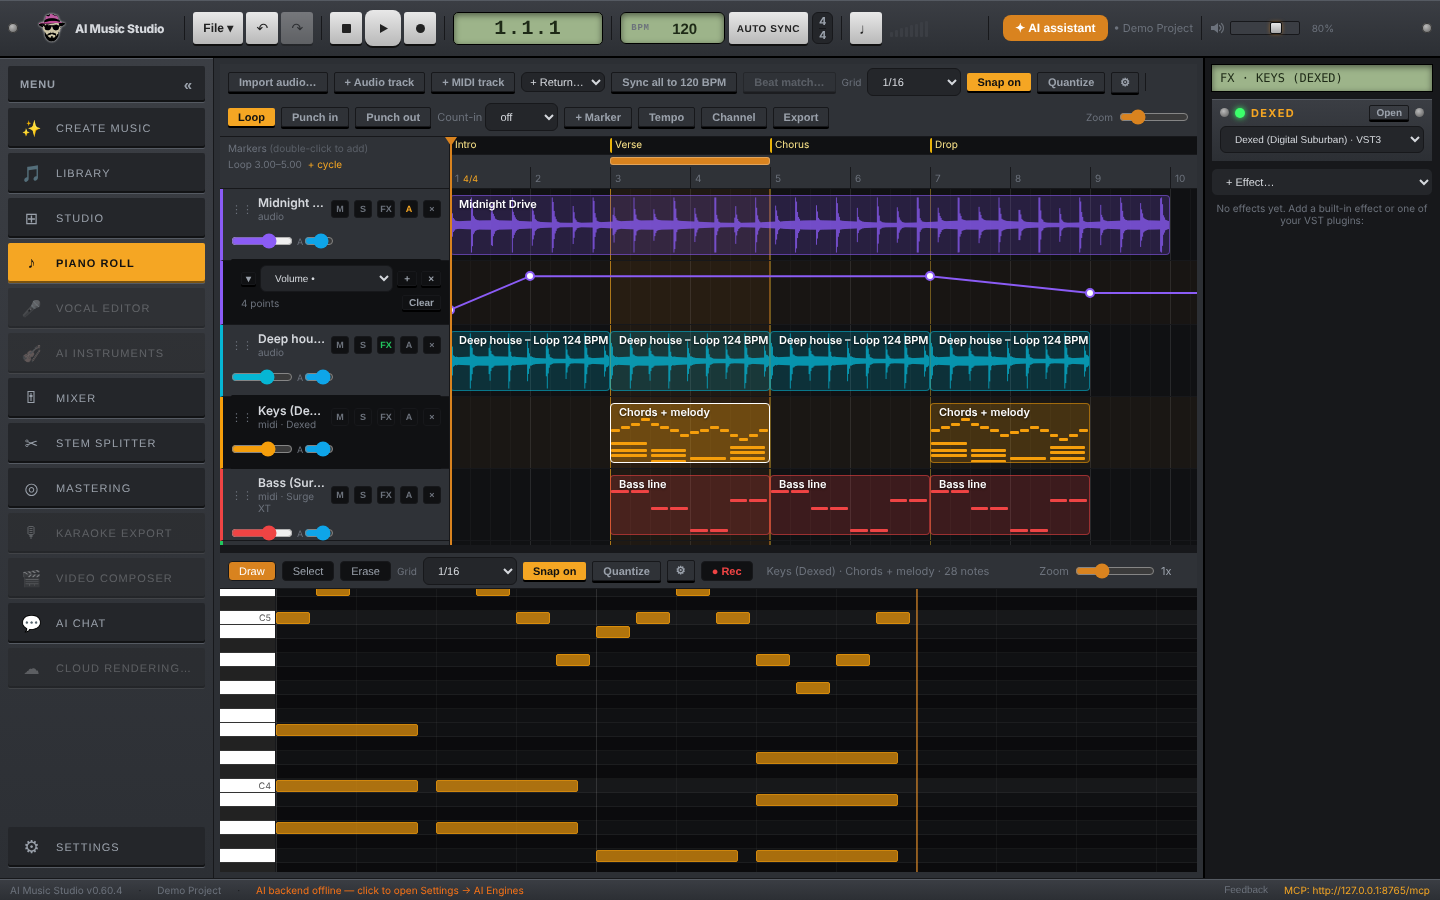 AI Music Studio
File ▾
1.1.1
BPM 120
AUTO SYNC
4
4
✦ AI assistant
• Demo Project
80%
MENU «
CREATE MUSIC
LIBRARY
STUDIO
PIANO ROLL
VOCAL EDITOR
AI INSTRUMENTS
MIXER
STEM SPLITTER
MASTERING
KARAOKE EXPORT
VIDEO COMPOSER
AI CHAT
CLOUD RENDERING…
SETTINGS
Import audio… + Audio track + MIDI track + Return… Sync all to 120 BPM Beat match… Grid 1/16 Snap on Quantize
Loop Punch in Punch out Count-in off + Marker Tempo Channel Export Zoom
Markers (double-click to add)
Loop 3.00–5.00 + cycle
Intro Verse Chorus Drop
1 4/4 2 3 4 5 6 7 8 9 10
Midnight … M S FX A ×
audio
A
Midnight Drive
▾ Volume • + ×
4 points Clear
Deep hou… M S FX A ×
audio
A
Deep house – Loop 124 BPM Deep house – Loop 124 BPM Deep house – Loop 124 BPM Deep house – Loop 124 BPM
Keys (De… M S FX A ×
midi · Dexed
A
Chords + melody Chords + melody
Bass (Sur… M S FX A ×
midi · Surge
XT
A
Bass line Bass line Bass line
Draw Select Erase Grid 1/16 Snap on Quantize ● Rec Keys (Dexed) · Chords + melody · 28 notes Zoom 1x
C5
C4
FX · KEYS (DEXED)
DEXED Open
Dexed (Digital Suburban) · VST3
+ Effect…
No effects yet. Add a built-in effect or one of
your VST plugins:
AI Music Studio v0.60.4 · Demo Project · AI backend offline — click to open Settings → AI Engines Feedback MCP: http://127.0.0.1:8765/mcp